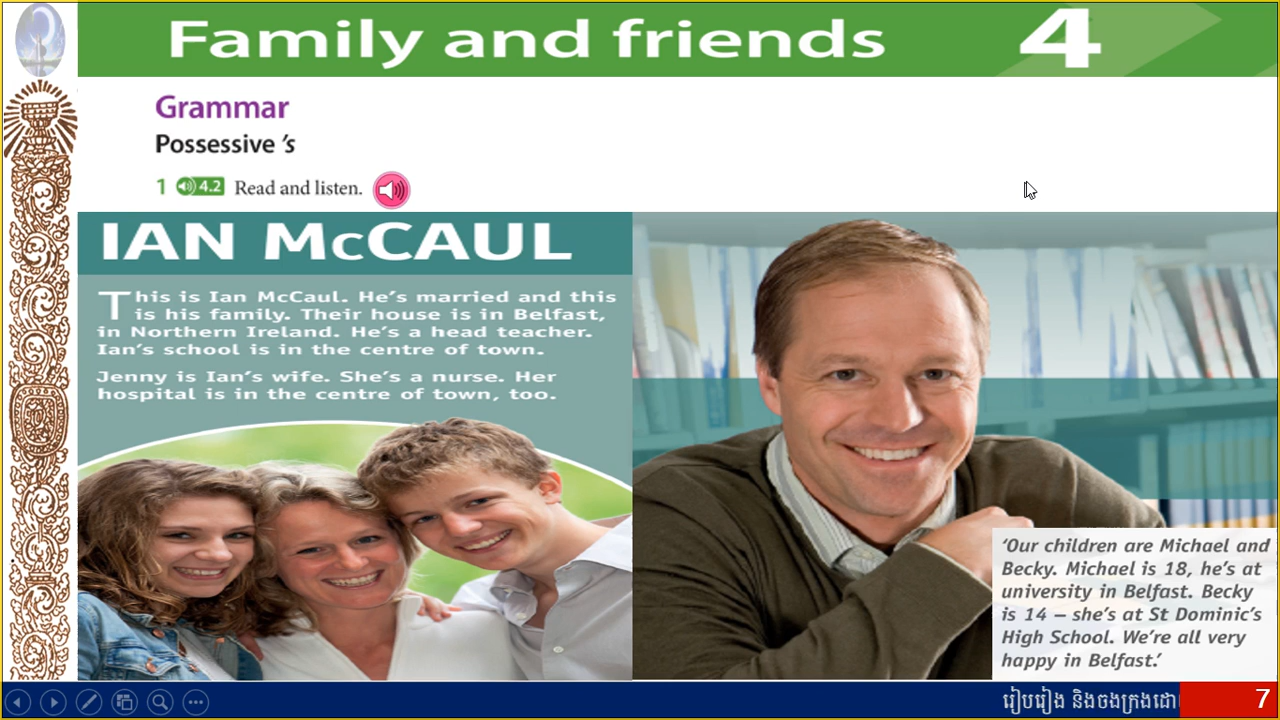 Family and friends 4
Grammar
Possessive ’s
1 4.2 Read and listen.
IAN McCAUL
This is Ian McCaul. He’s married and this
is his family. Their house is in Belfast,
in Northern Ireland. He’s a head teacher.
Ian’s school is in the centre of town.
Jenny is Ian’s wife. She’s a nurse. Her
hospital is in the centre of town, too.
‘Our children are Michael and
Becky. Michael is 18, he’s at
university in Belfast. Becky
is 14 – she’s at St Dominic’s
High School. We’re all very
happy in Belfast.’
រៀបរៀង និងចងក្រងដោ
7